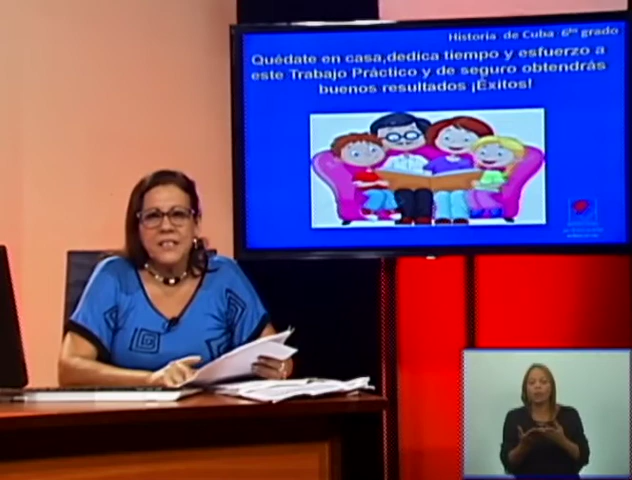 Historia de Cuba 6to grado
Quédate en casa,dedica tiempo y esfuerzo a
este Trabajo Práctico y de seguro obtendrás
buenos resultados ¡Éxitos!